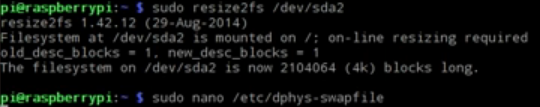 pi@raspberrypi:~ $ sudo resize2fs /dev/sda2
resize2fs 1.42.12 (29-Aug-2014)
Filesystem at /dev/sda2 is mounted on /; on-line resizing required
old_desc_blocks = 1, new_desc_blocks = 1
The filesystem on /dev/sda2 is now 2104064 (4k) blocks long.
pi@raspberrypi:~ $ sudo nano /etc/dphys-swapfile